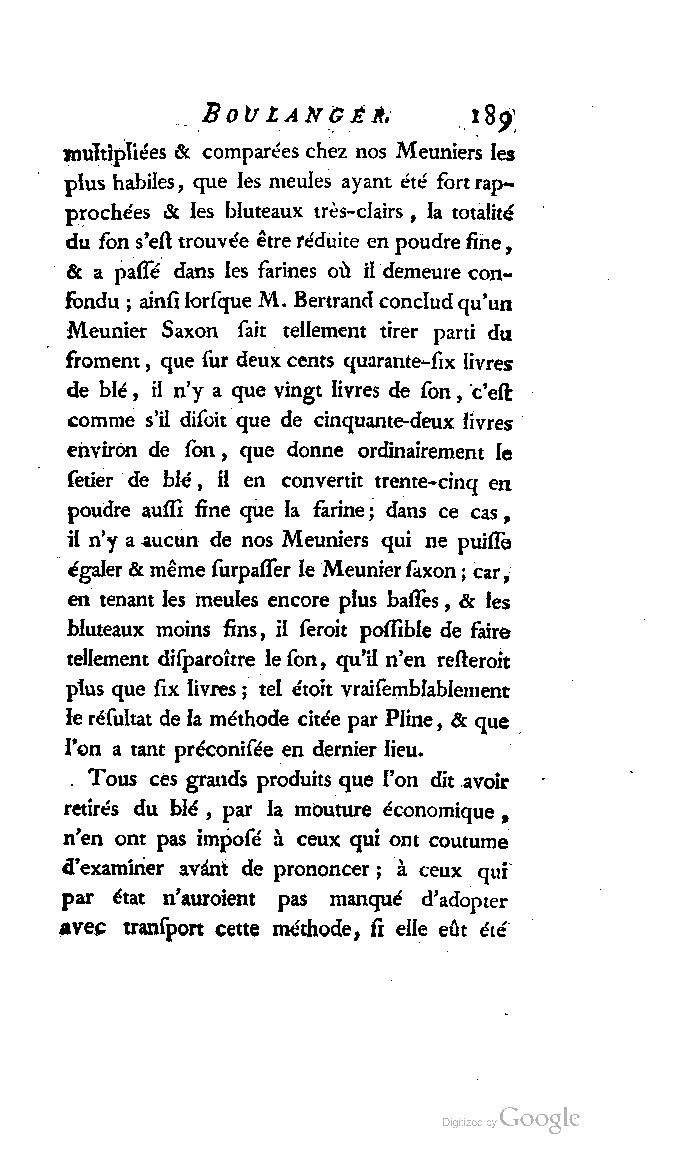 BOULANGER. 189
multipliées & comparées chez nos Meuniers les
plus habiles, que les meules ayant été fort rap-
prochées & les bluteaux très-clairs, la totalité
du ſon s'eſt trouvée être réduite en poudre fine,
& a paſſé dans les farines où il demeure con-
fondu; ainſi lorſque M. Bertrand conclud qu'un
Meunier Saxon ſait tellement tirer parti du
froment, que ſur deux cents quarante-ſix livres
de blé, il n'y a que vingt livres de ſon, c'eſt
comme s'il diſoit que de cinquante-deux livres
environ de ſon, que donne ordinairement le
ſetier de blé, il en convertit trente-cinq en
poudre auſſi fine que la farine; dans ce cas,
il n'y a aucun de nos Meuniers qui ne puiſſe
égaler & même ſurpaſſer le Meunier ſaxon; car,
en tenant les meules encore plus baſſes, & les
bluteaux moins fins, il ſeroit poſſible de faire
tellement diſparoître le ſon, qu'il n'en reſteroit
plus que ſix livres; tel étoit vraiſemblablement
le réſultat de la méthode citée par Pline, & que
l'on a tant préconiſée en dernier lieu.
Tous ces grands produits que l'on dit avoir
retirés du blé, par la mouture économique,
n'en ont pas impoſé à ceux qui ont coutume
d'examiner avánt de prononcer; à ceux qui
par état n'auroient pas manqué d'adopter
avec tranſport cette méthode, ſi elle eût été
Digitized by Google